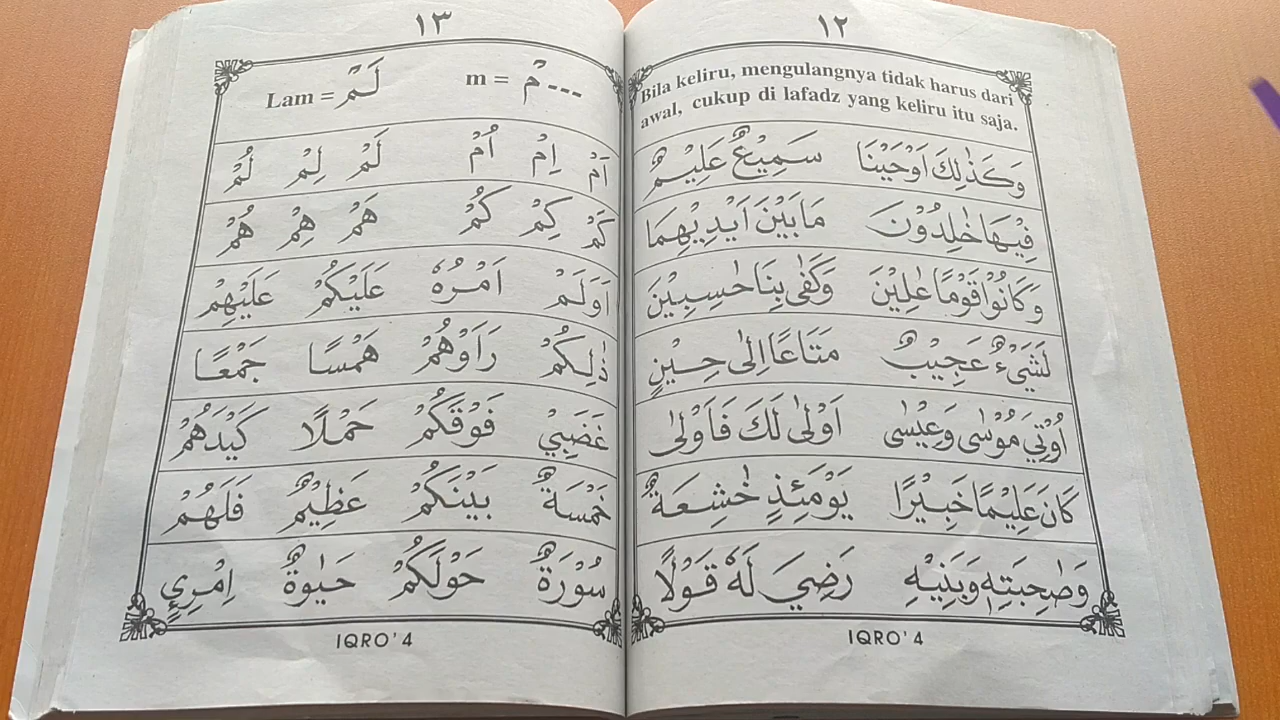 ١٢
Bila keliru, mengulangnya tidak harus dari
awal, cukup di lafadz yang keliru itu saja.
وَكَذٰلِكَ اَوْحَيْنَا سَمِيْعٌ عَلِيْمٌ
فِيْهَا خٰلِدُوْنَ مَا بَيْنَ اَيْدِيْهِمَا
وَكَانُوْا قَوْمًا عٰلِيْنَ وَكَفٰى بِنَا حٰسِبِيْنَ
لَشَيْءٌ عَجِيْبٌ مَتَاعًا اِلٰى حِيْنٍ
اُوْتِيَ مُوْسٰى وَعِيْسٰى اَوْلٰى لَكَ فَاَوْلٰى
كَانَ عَلِيْمًا خَبِيْرًا يَوْمَئِذٍ خٰشِعَةٌ
وَصٰحِبَتِهٖ وَبَنِيْهِ رَضِيَ لَهٗ قَوْلًا
IQRO' 4
١٣
---مْ = m لَمْ = Lam
اَمْ اِمْ اُمْ لَمْ لِمْ لُمْ
كَمْ كِمْ كُمْ هَمْ هِمْ هُمْ
اَوَلَمْ اَمْرُهٗ عَلَيْكُمْ عَلَيْهِمْ
ذٰلِكُمْ رَاَوْهُمْ هَمْسًا جَمْعًا
غَضَبِيْ فَوْقَكُمْ حَمْلًا كَيْدَهُمْ
خَمْسَةٌ بَيْنَكُمْ عَظِيْمٌ فَلَهُمْ
سُوْرَةٌ حَوْلَكُمْ حَيٰوةٌ اِمْرِئٍ
IQRO' 4